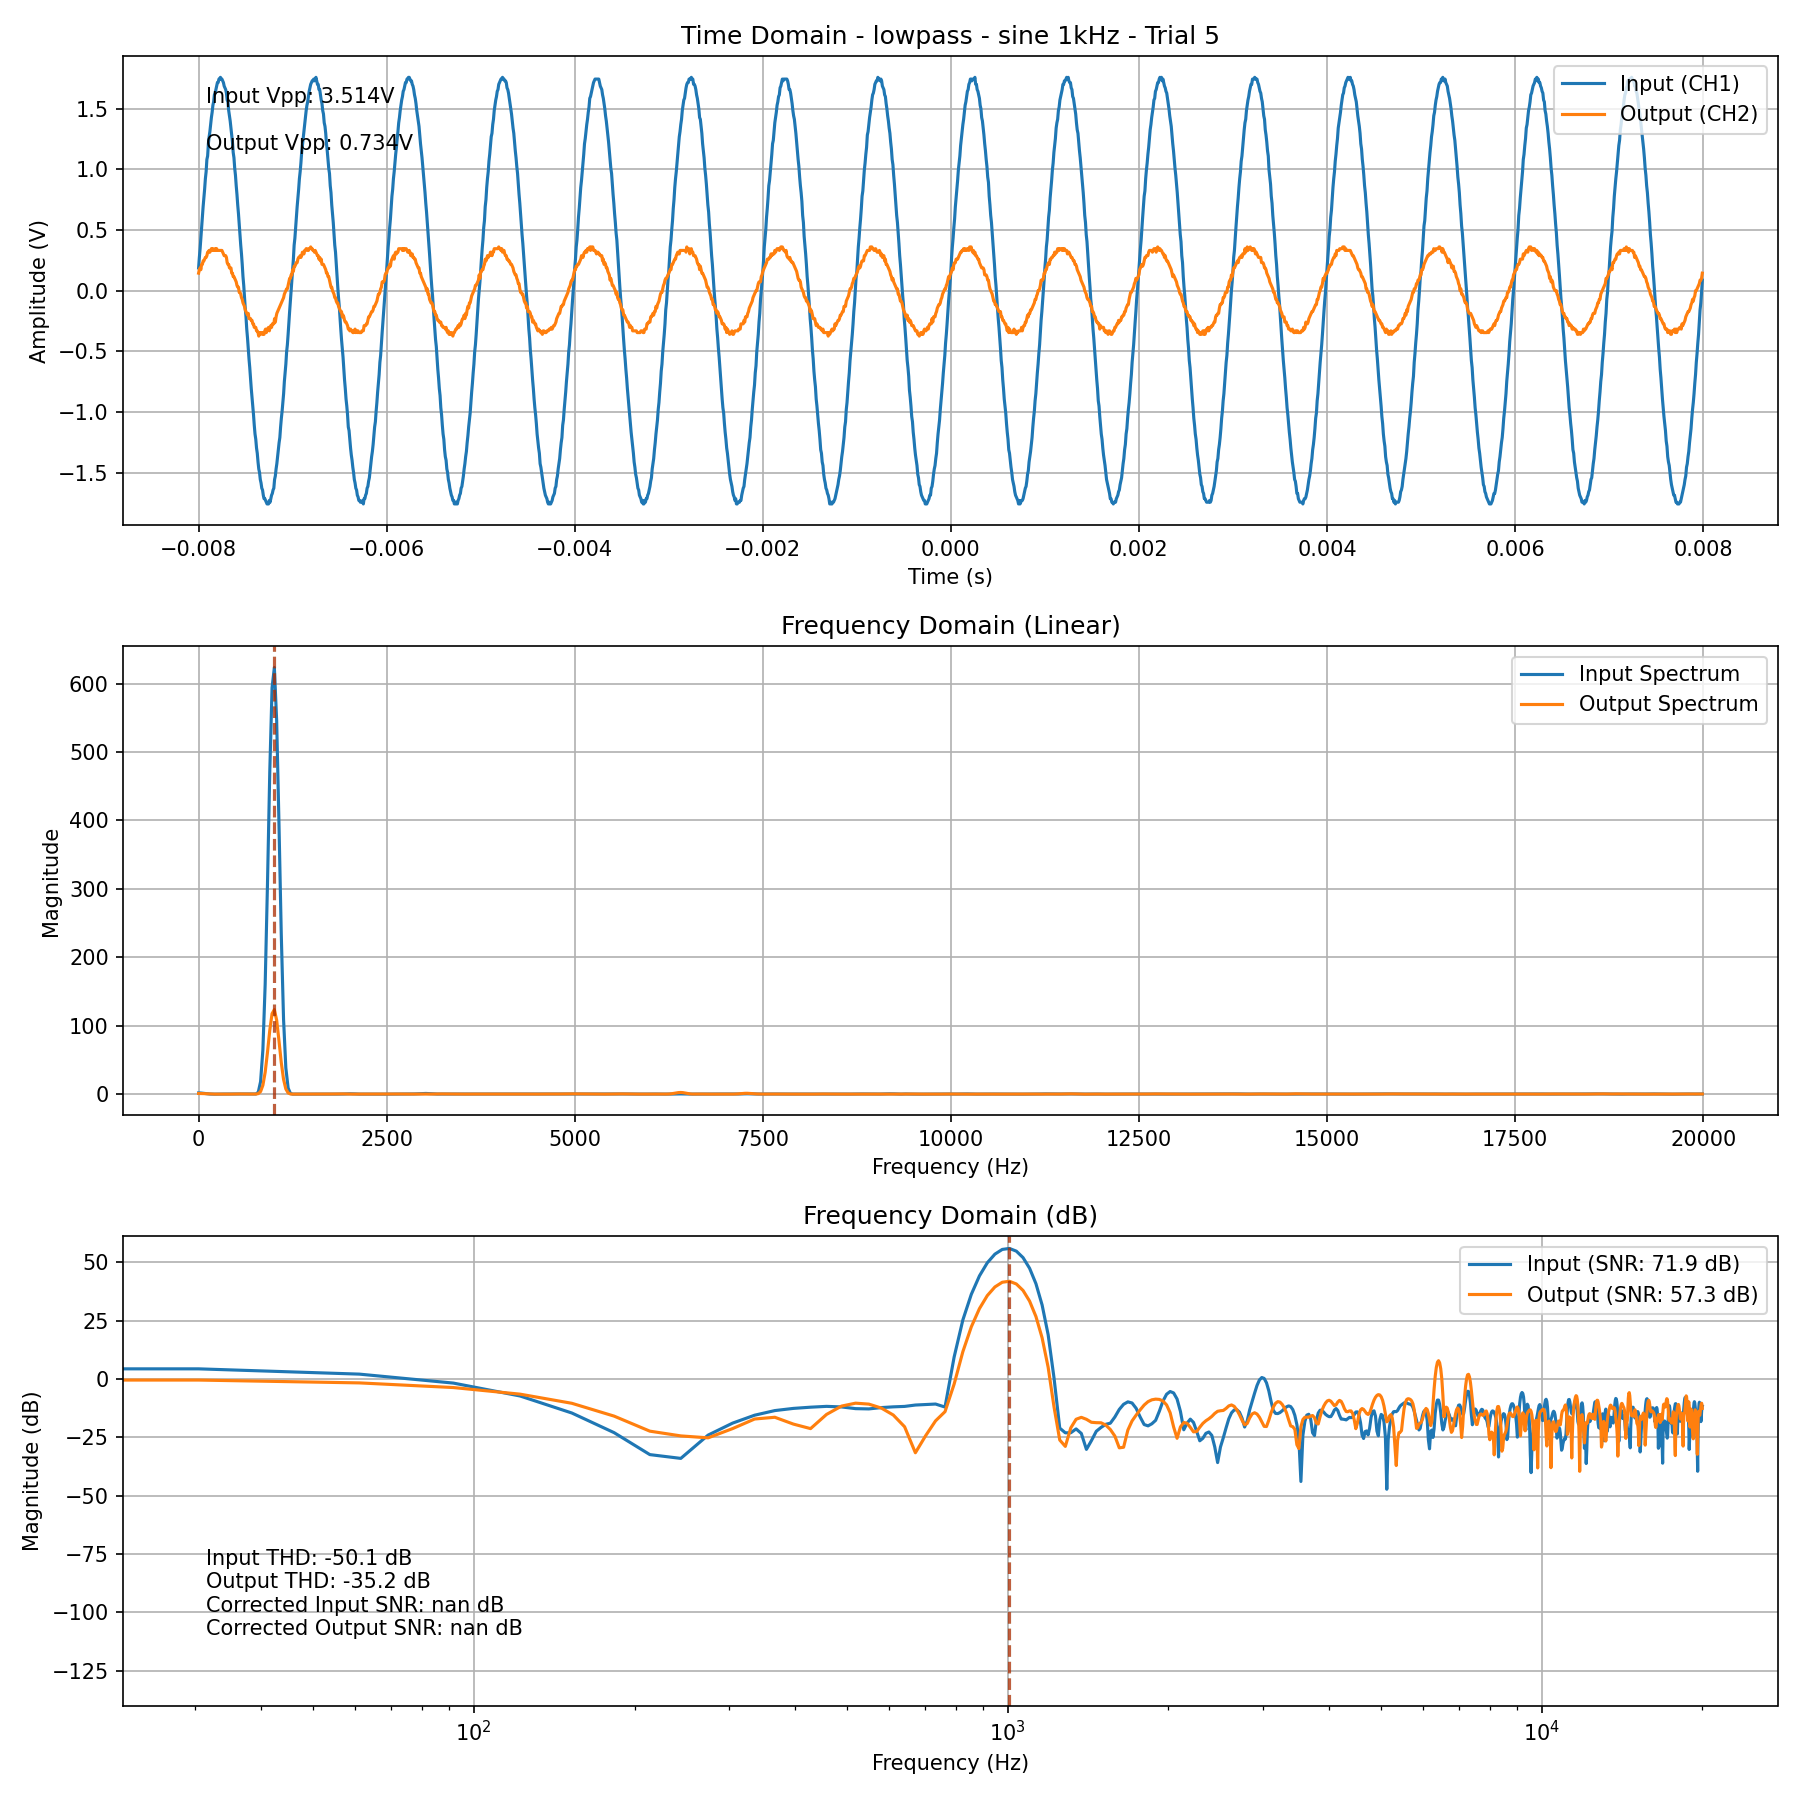 Time Domain - lowpass - sine 1kHz - Trial 5
Input Vpp: 3.514V
Output Vpp: 0.734V
Input (CH1)
Output (CH2)
1.5
1.0
0.5
0.0
−0.5
−1.0
−1.5
Amplitude (V)
−0.008 −0.006 −0.004 −0.002 0.000 0.002 0.004 0.006 0.008
Time (s)
Frequency Domain (Linear)
Input Spectrum
Output Spectrum
600
500
400
300
200
100
0
Magnitude
0 2500 5000 7500 10000 12500 15000 17500 20000
Frequency (Hz)
Frequency Domain (dB)
Input (SNR: 71.9 dB)
Output (SNR: 57.3 dB)
50
25
0
−25
−50
−75
−100
−125
Magnitude (dB)
Input THD: -50.1 dB
Output THD: -35.2 dB
Corrected Input SNR: nan dB
Corrected Output SNR: nan dB
10² 10³ 10⁴
Frequency (Hz)